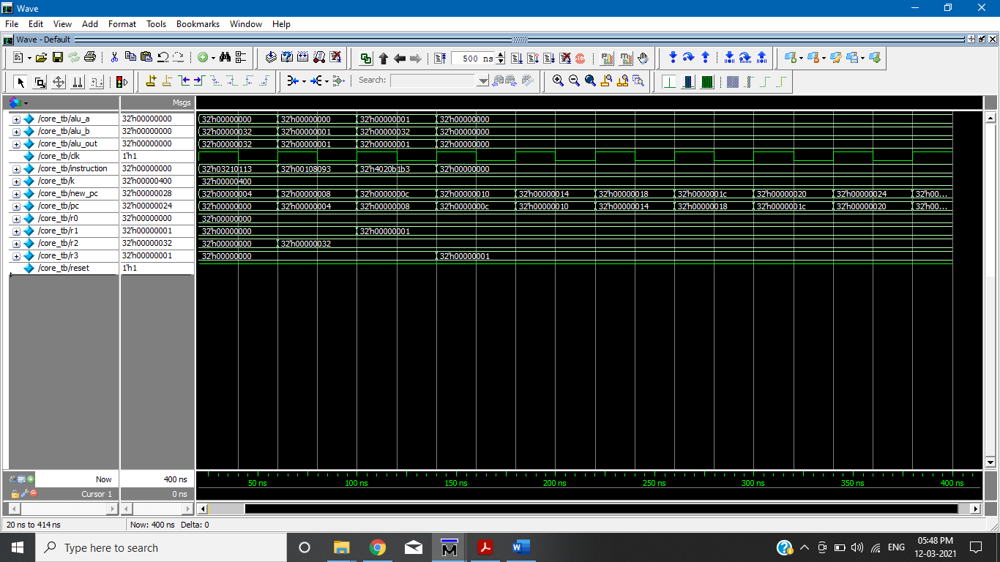 Wave
File Edit View Add Format Tools Bookmarks Window Help
Wave - Default
500 ns
Search:
Msgs
/core_tb/alu_a 32'h00000000 32'h00000000 32'h00000000 32'h00000001 32'h00000000
/core_tb/alu_b 32'h00000000 32'h00000032 32'h00000001 32'h00000032 32'h00000000
/core_tb/alu_out 32'h00000000 32'h00000032 32'h00000001 32'h00000001 32'h00000000
/core_tb/clk 1'h1
/core_tb/instruction 32'h00000000 32'h03210113 32'h00108093 32'h4020b1b3 32'h00000000
/core_tb/k 32'h00000400 32'h00000400
/core_tb/new_pc 32'h00000028 32'h00000004 32'h00000008 32'h0000000c 32'h00000010 32'h00000014 32'h00000018 32'h0000001c 32'h00000020 32'h00000024 32'h00...
/core_tb/pc 32'h00000024 32'h00000000 32'h00000004 32'h00000008 32'h0000000c 32'h00000010 32'h00000014 32'h00000018 32'h0000001c 32'h00000020 32'h00...
/core_tb/r0 32'h00000000 32'h00000000
/core_tb/r1 32'h00000001 32'h00000000 32'h00000001
/core_tb/r2 32'h00000032 32'h00000000 32'h00000032
/core_tb/r3 32'h00000001 32'h00000000 32'h00000001
/core_tb/reset 1'h1
Now 400 ns 50 ns 100 ns 150 ns 200 ns 250 ns 300 ns 350 ns 400 ns
Cursor 1 0 ns
20 ns to 414 ns Now: 400 ns Delta: 0
Type here to search
ENG 05:48 PM
12-03-2021